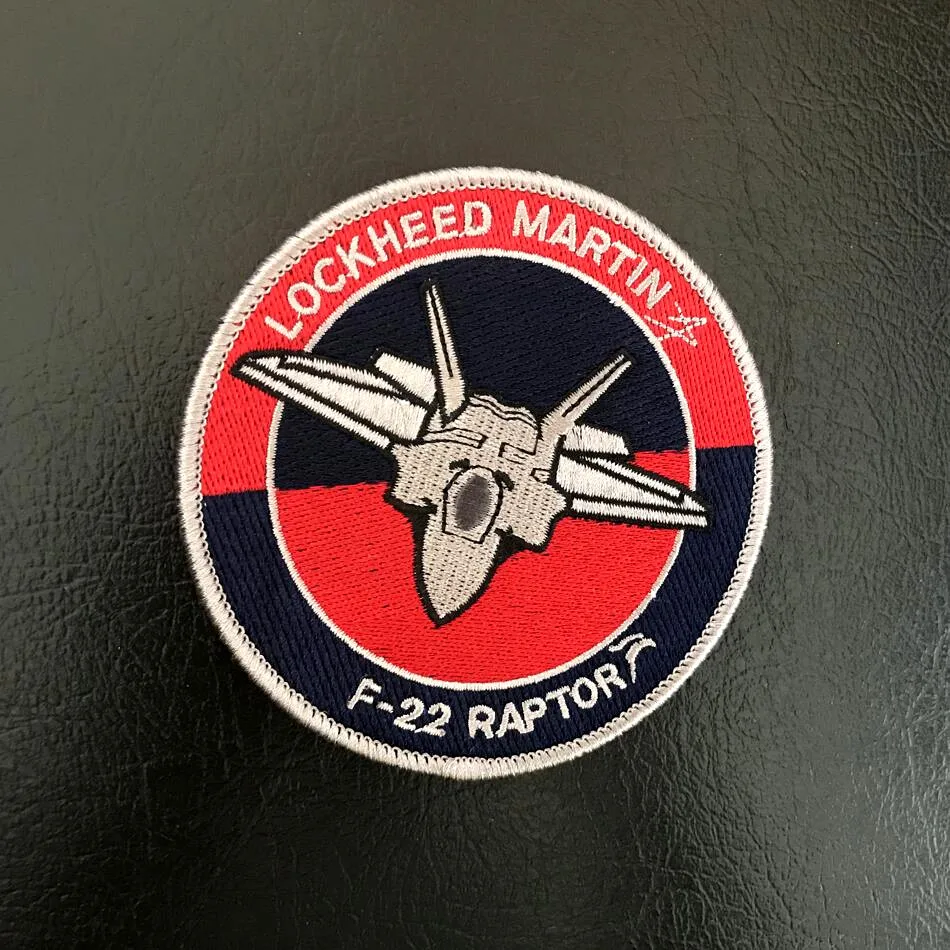 LOCKHEED MARTIN
F-22 RAPTOR